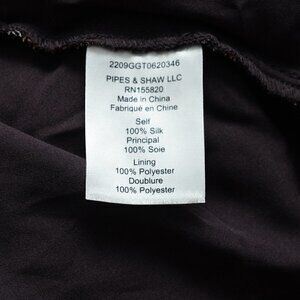 2209GGT0620346
PIPES & SHAW LLC
RN155820
Made in China
Fabriqué en Chine
Self
100% Silk
Principal
100% Soie
Lining
100% Polyester
Doublure
100% Polyester